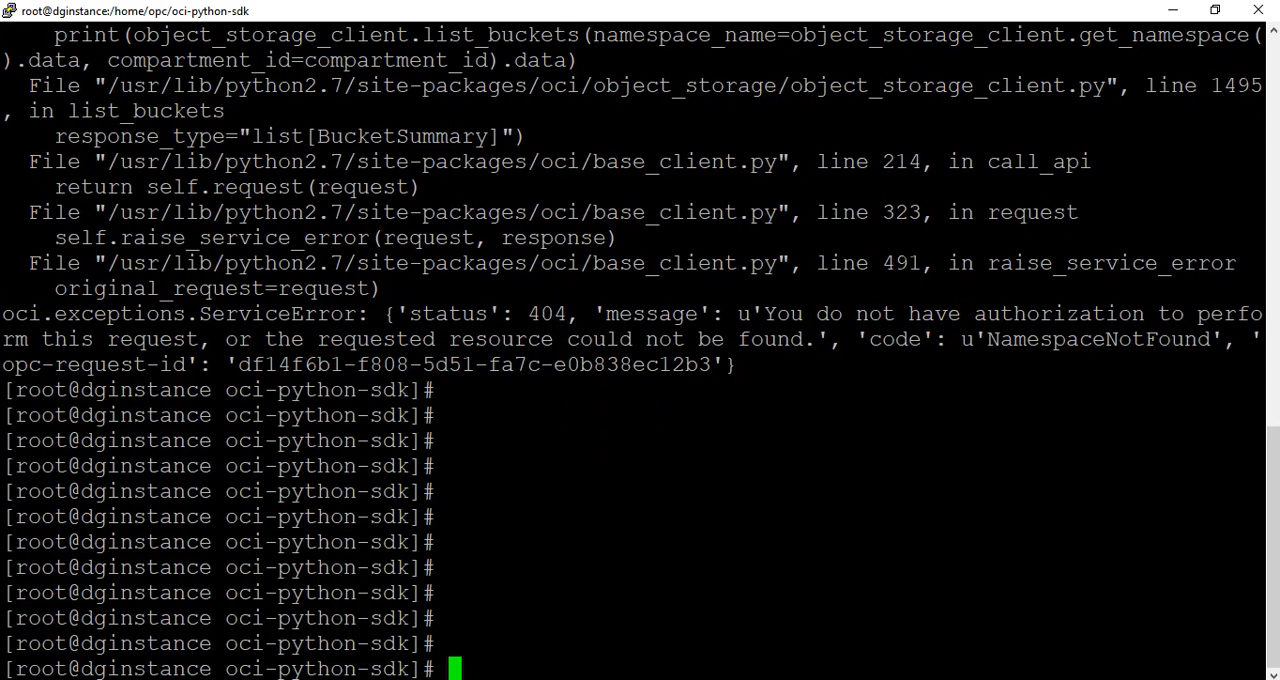 root@dginstance:/home/opc/oci-python-sdk
    print(object_storage_client.list_buckets(namespace_name=object_storage_client.get_namespace(
).data, compartment_id=compartment_id).data)
  File "/usr/lib/python2.7/site-packages/oci/object_storage/object_storage_client.py", line 1495
, in list_buckets
    response_type="list[BucketSummary]")
  File "/usr/lib/python2.7/site-packages/oci/base_client.py", line 214, in call_api
    return self.request(request)
  File "/usr/lib/python2.7/site-packages/oci/base_client.py", line 323, in request
    self.raise_service_error(request, response)
  File "/usr/lib/python2.7/site-packages/oci/base_client.py", line 491, in raise_service_error
    original_request=request)
oci.exceptions.ServiceError: {'status': 404, 'message': u'You do not have authorization to perfo
rm this request, or the requested resource could not be found.', 'code': u'NamespaceNotFound', '
opc-request-id': 'df14f6b1-f808-5d51-fa7c-e0b838ec12b3'}
[root@dginstance oci-python-sdk]#
[root@dginstance oci-python-sdk]#
[root@dginstance oci-python-sdk]#
[root@dginstance oci-python-sdk]#
[root@dginstance oci-python-sdk]#
[root@dginstance oci-python-sdk]#
[root@dginstance oci-python-sdk]#
[root@dginstance oci-python-sdk]#
[root@dginstance oci-python-sdk]#
[root@dginstance oci-python-sdk]#
[root@dginstance oci-python-sdk]#
[root@dginstance oci-python-sdk]#